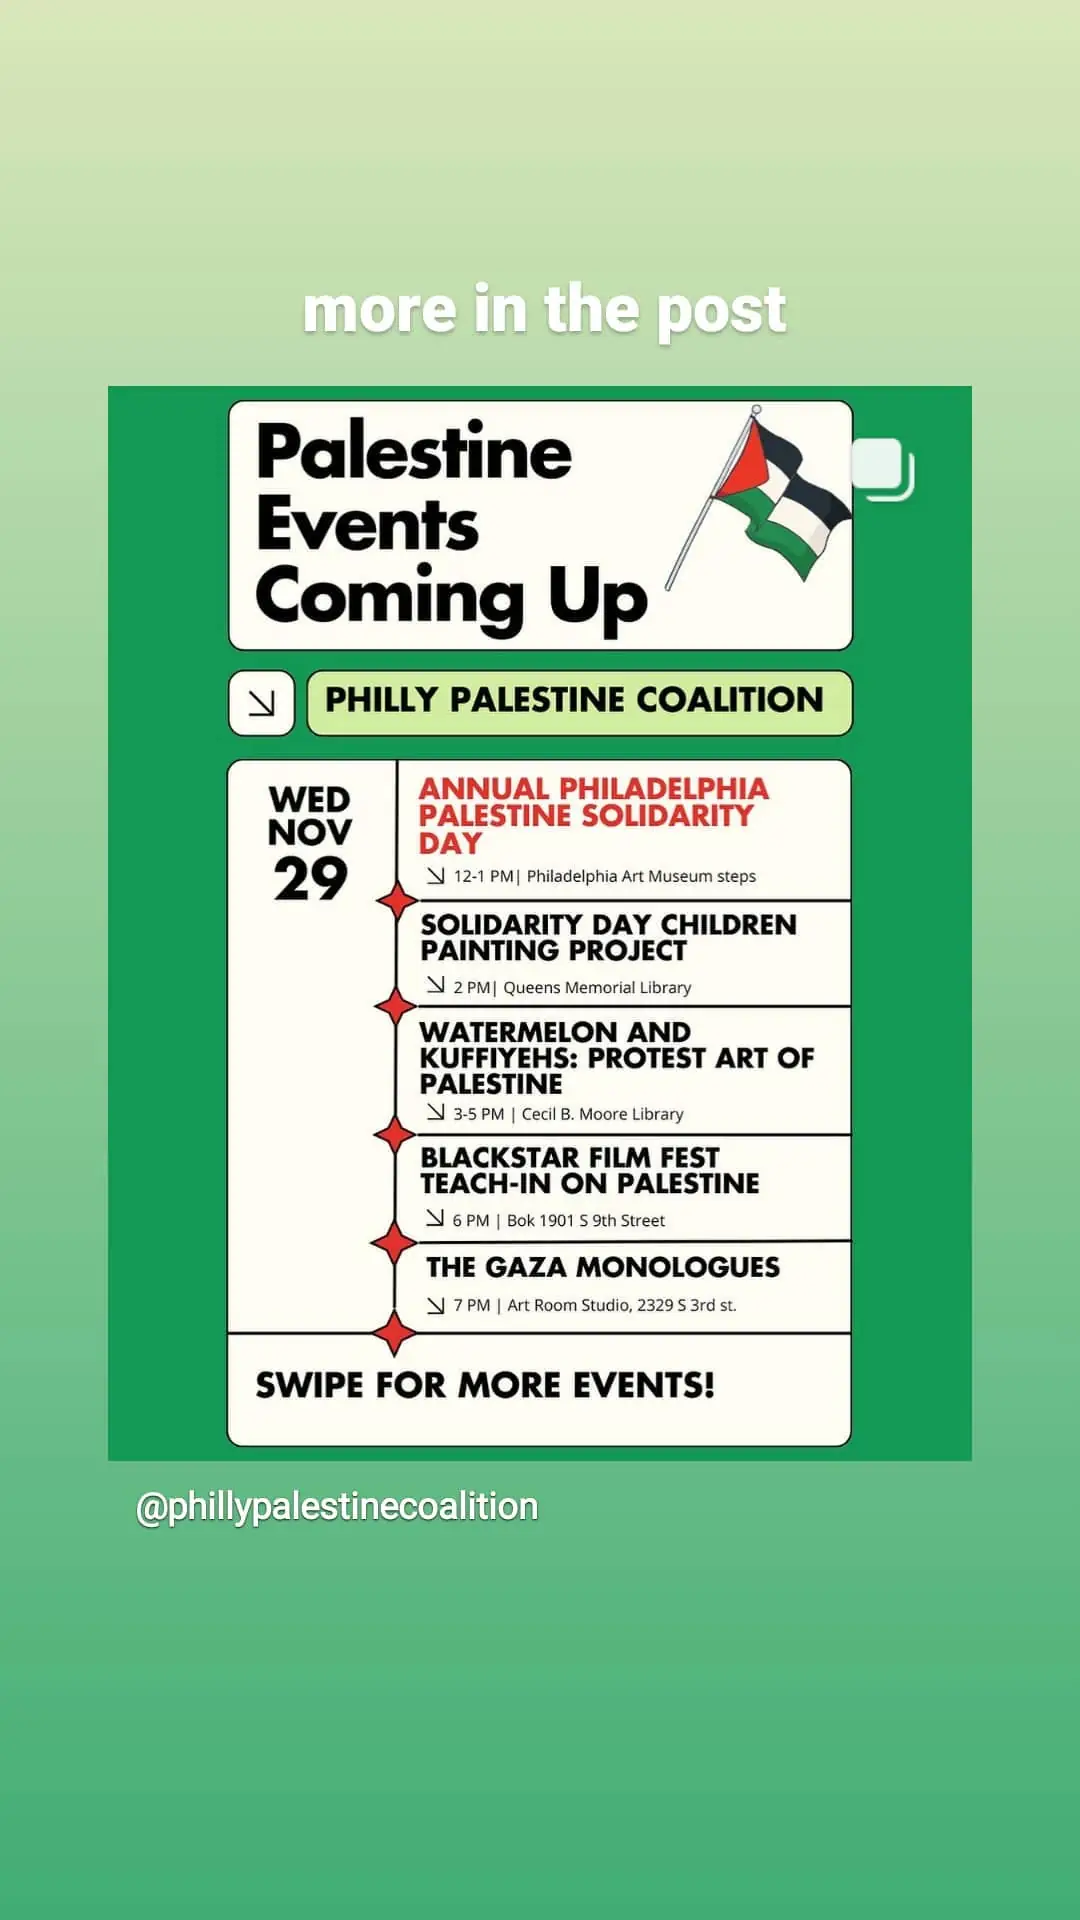 more in the post
Palestine
Events
Coming Up
PHILLY PALESTINE COALITION
WED
NOV
29
ANNUAL PHILADELPHIA
PALESTINE SOLIDARITY
DAY
12-1 PM| Philadelphia Art Museum steps
SOLIDARITY DAY CHILDREN
PAINTING PROJECT
2 PM| Queens Memorial Library
WATERMELON AND
KUFFIYEHS: PROTEST ART OF
PALESTINE
3-5 PM | Cecil B. Moore Library
BLACKSTAR FILM FEST
TEACH-IN ON PALESTINE
6 PM | Bok 1901 S 9th Street
THE GAZA MONOLOGUES
7 PM | Art Room Studio, 2329 S 3rd st.
SWIPE FOR MORE EVENTS!
@phillypalestinecoalition